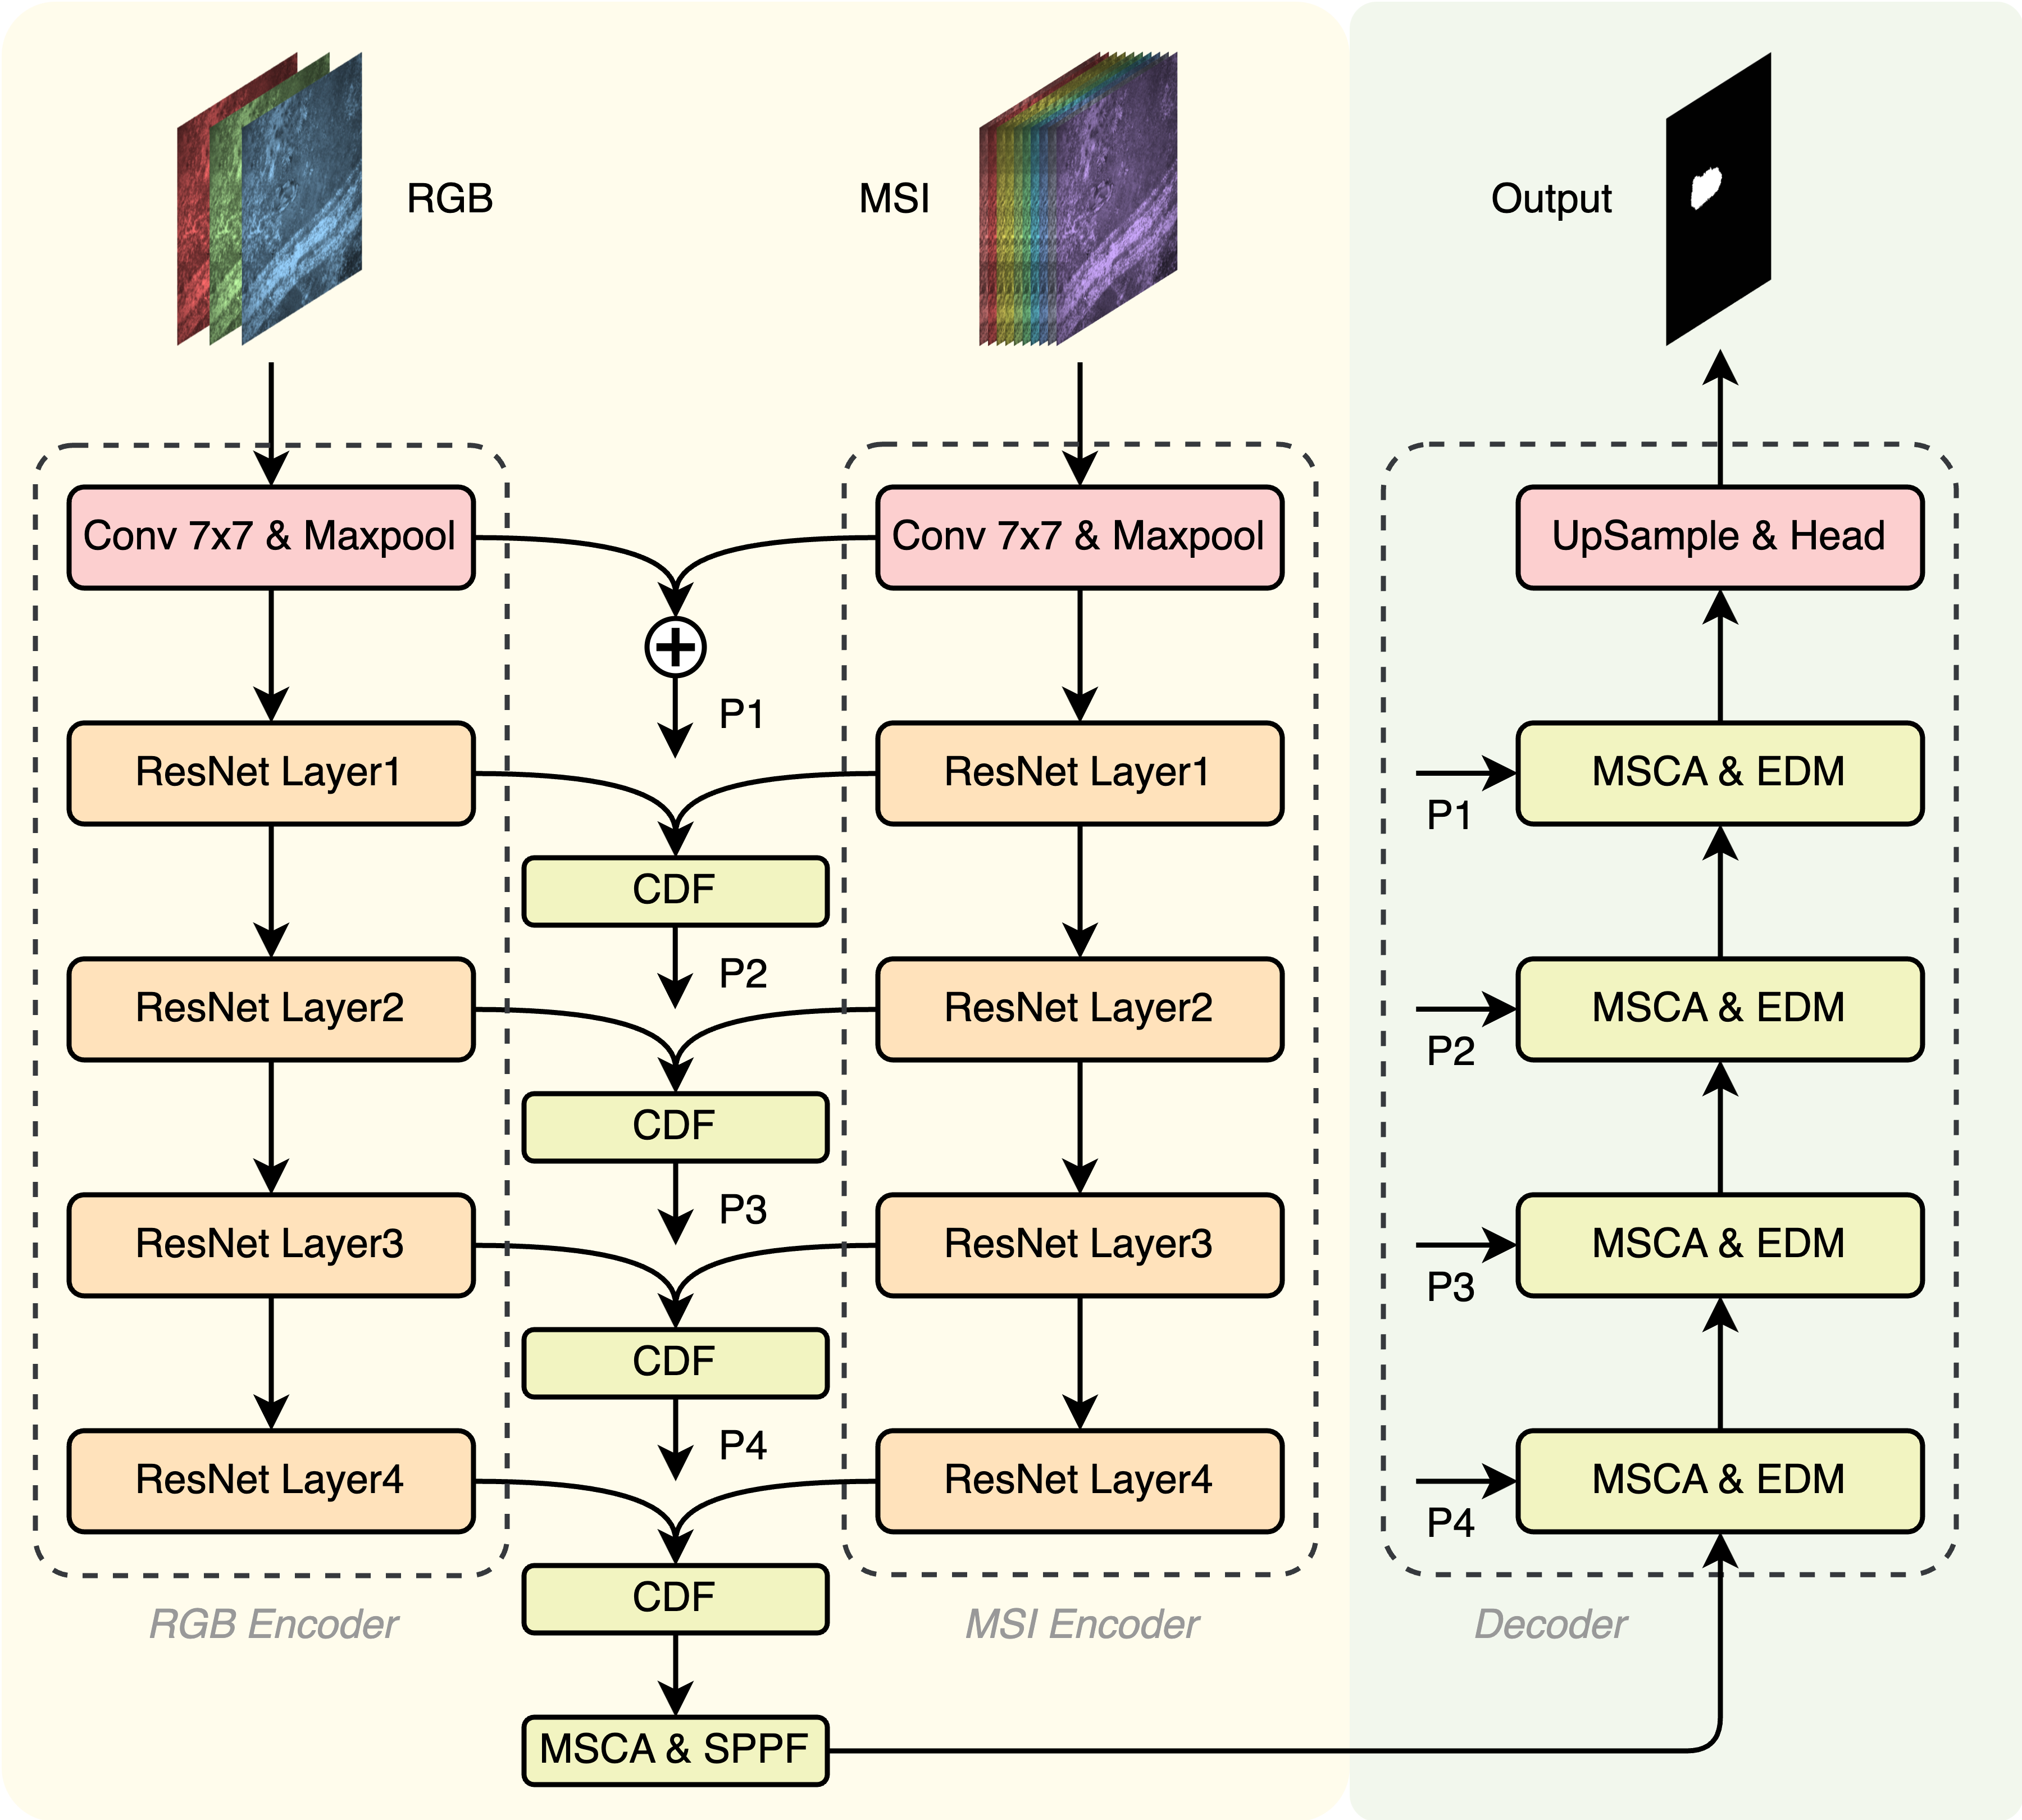 RGB
MSI
Output
Conv 7x7 & Maxpool
Conv 7x7 & Maxpool
UpSample & Head
P1
ResNet Layer1
ResNet Layer1
MSCA & EDM
P1
CDF
P2
ResNet Layer2
ResNet Layer2
MSCA & EDM
P2
CDF
P3
ResNet Layer3
ResNet Layer3
MSCA & EDM
P3
CDF
P4
ResNet Layer4
ResNet Layer4
MSCA & EDM
P4
CDF
RGB Encoder
MSI Encoder
Decoder
MSCA & SPPF